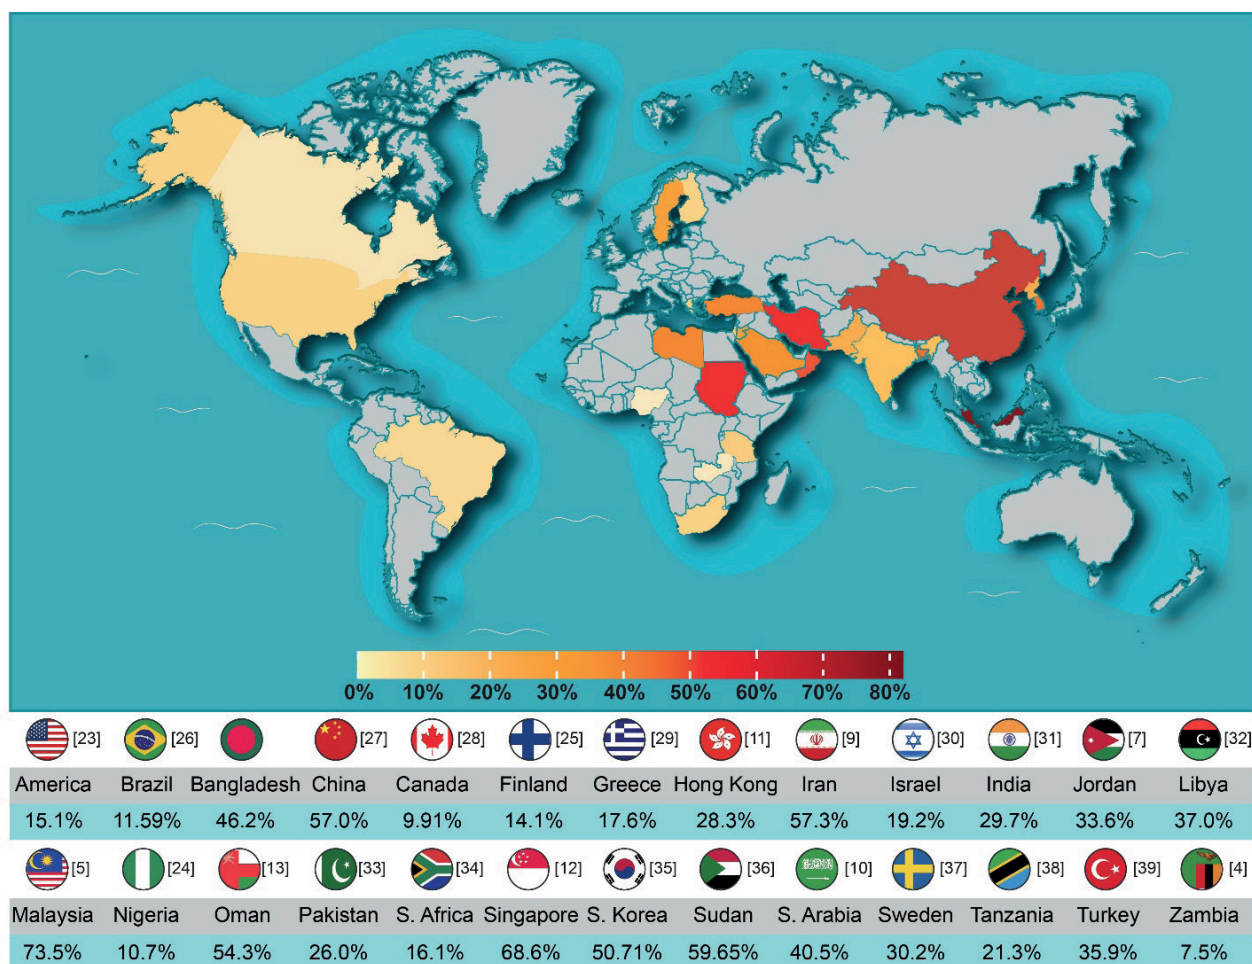 0% 10% 20% 30% 40% 50% 60% 70% 80%
[23] [26] [27] [28] [25] [29] [11] [9] [30] [31] [7] [32]
America Brazil Bangladesh China Canada Finland Greece Hong Kong Iran Israel India Jordan Libya
15.1% 11.59% 46.2% 57.0% 9.91% 14.1% 17.6% 28.3% 57.3% 19.2% 29.7% 33.6% 37.0%
[5] [24] [13] [33] [34] [12] [35] [36] [10] [37] [38] [39] [4]
Malaysia Nigeria Oman Pakistan S. Africa Singapore S. Korea Sudan S. Arabia Sweden Tanzania Turkey Zambia
73.5% 10.7% 54.3% 26.0% 16.1% 68.6% 50.71% 59.65% 40.5% 30.2% 21.3% 35.9% 7.5%